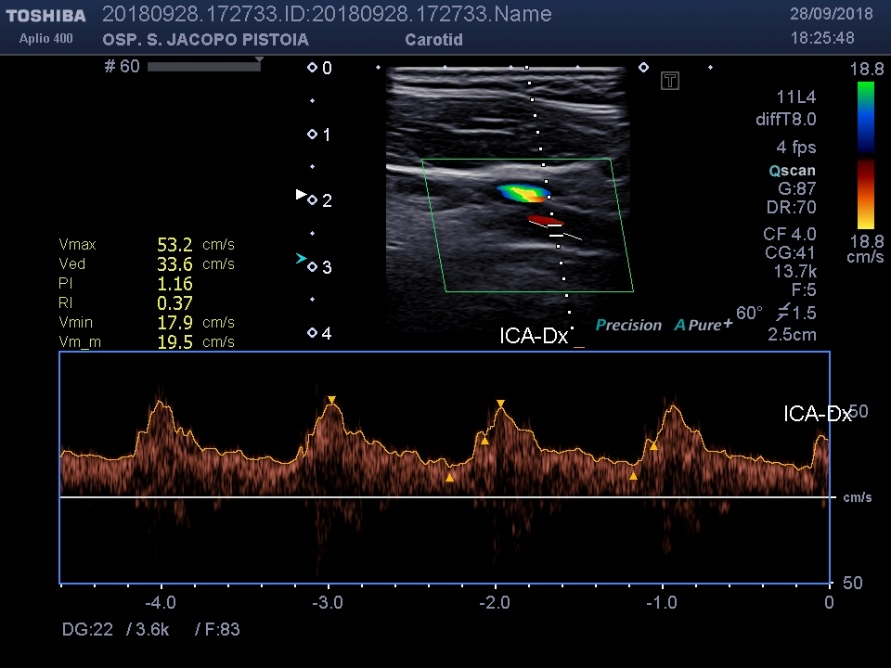 TOSHIBA 20180928.172733.ID:20180928.172733.Name 28/09/2018
Aplio 400 OSP. S. JACOPO PISTOIA Carotid 18:25:48
# 60
0
1
2
3
4
T
18.8
11L4
diffT8.0
4 fps
Qscan
G:87
DR:70
CF 4.0
CG:41
13.7k
F:5
60° 1.5
2.5cm
18.8
cm/s
Vmax 53.2 cm/s
Ved 33.6 cm/s
PI 1.16
RI 0.37
Vmin 17.9 cm/s
Vm_m 19.5 cm/s
ICA-Dx_
Precision A Pure+
ICA-Dx
50
cm/s
50
-4.0 -3.0 -2.0 -1.0 0
DG:22 / 3.6k / F:83